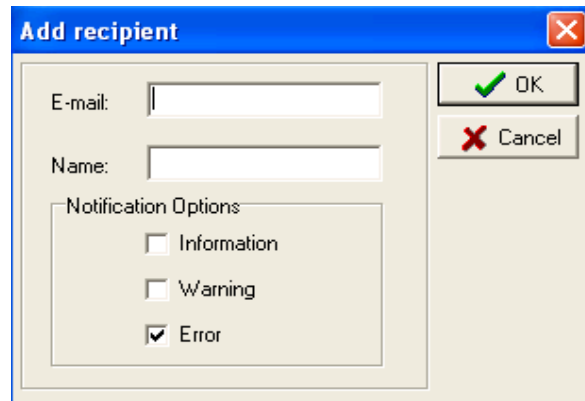 Add recipient
E-mail:
OK
Cancel
Name:
Notification Options
Information
Warning
Error